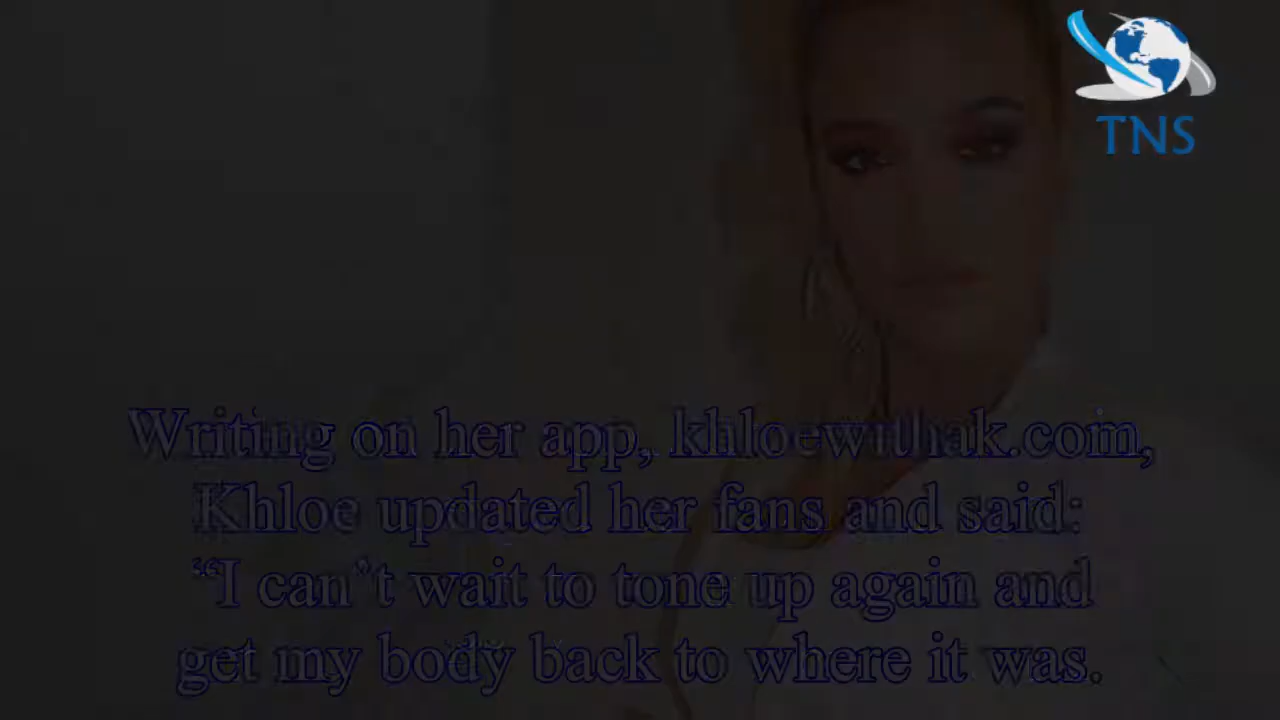 TNS
Writing on her app, khloewithak.com,
Khloe updated her fans and said:
“I can’t wait to tone up again and
get my body back to where it was.